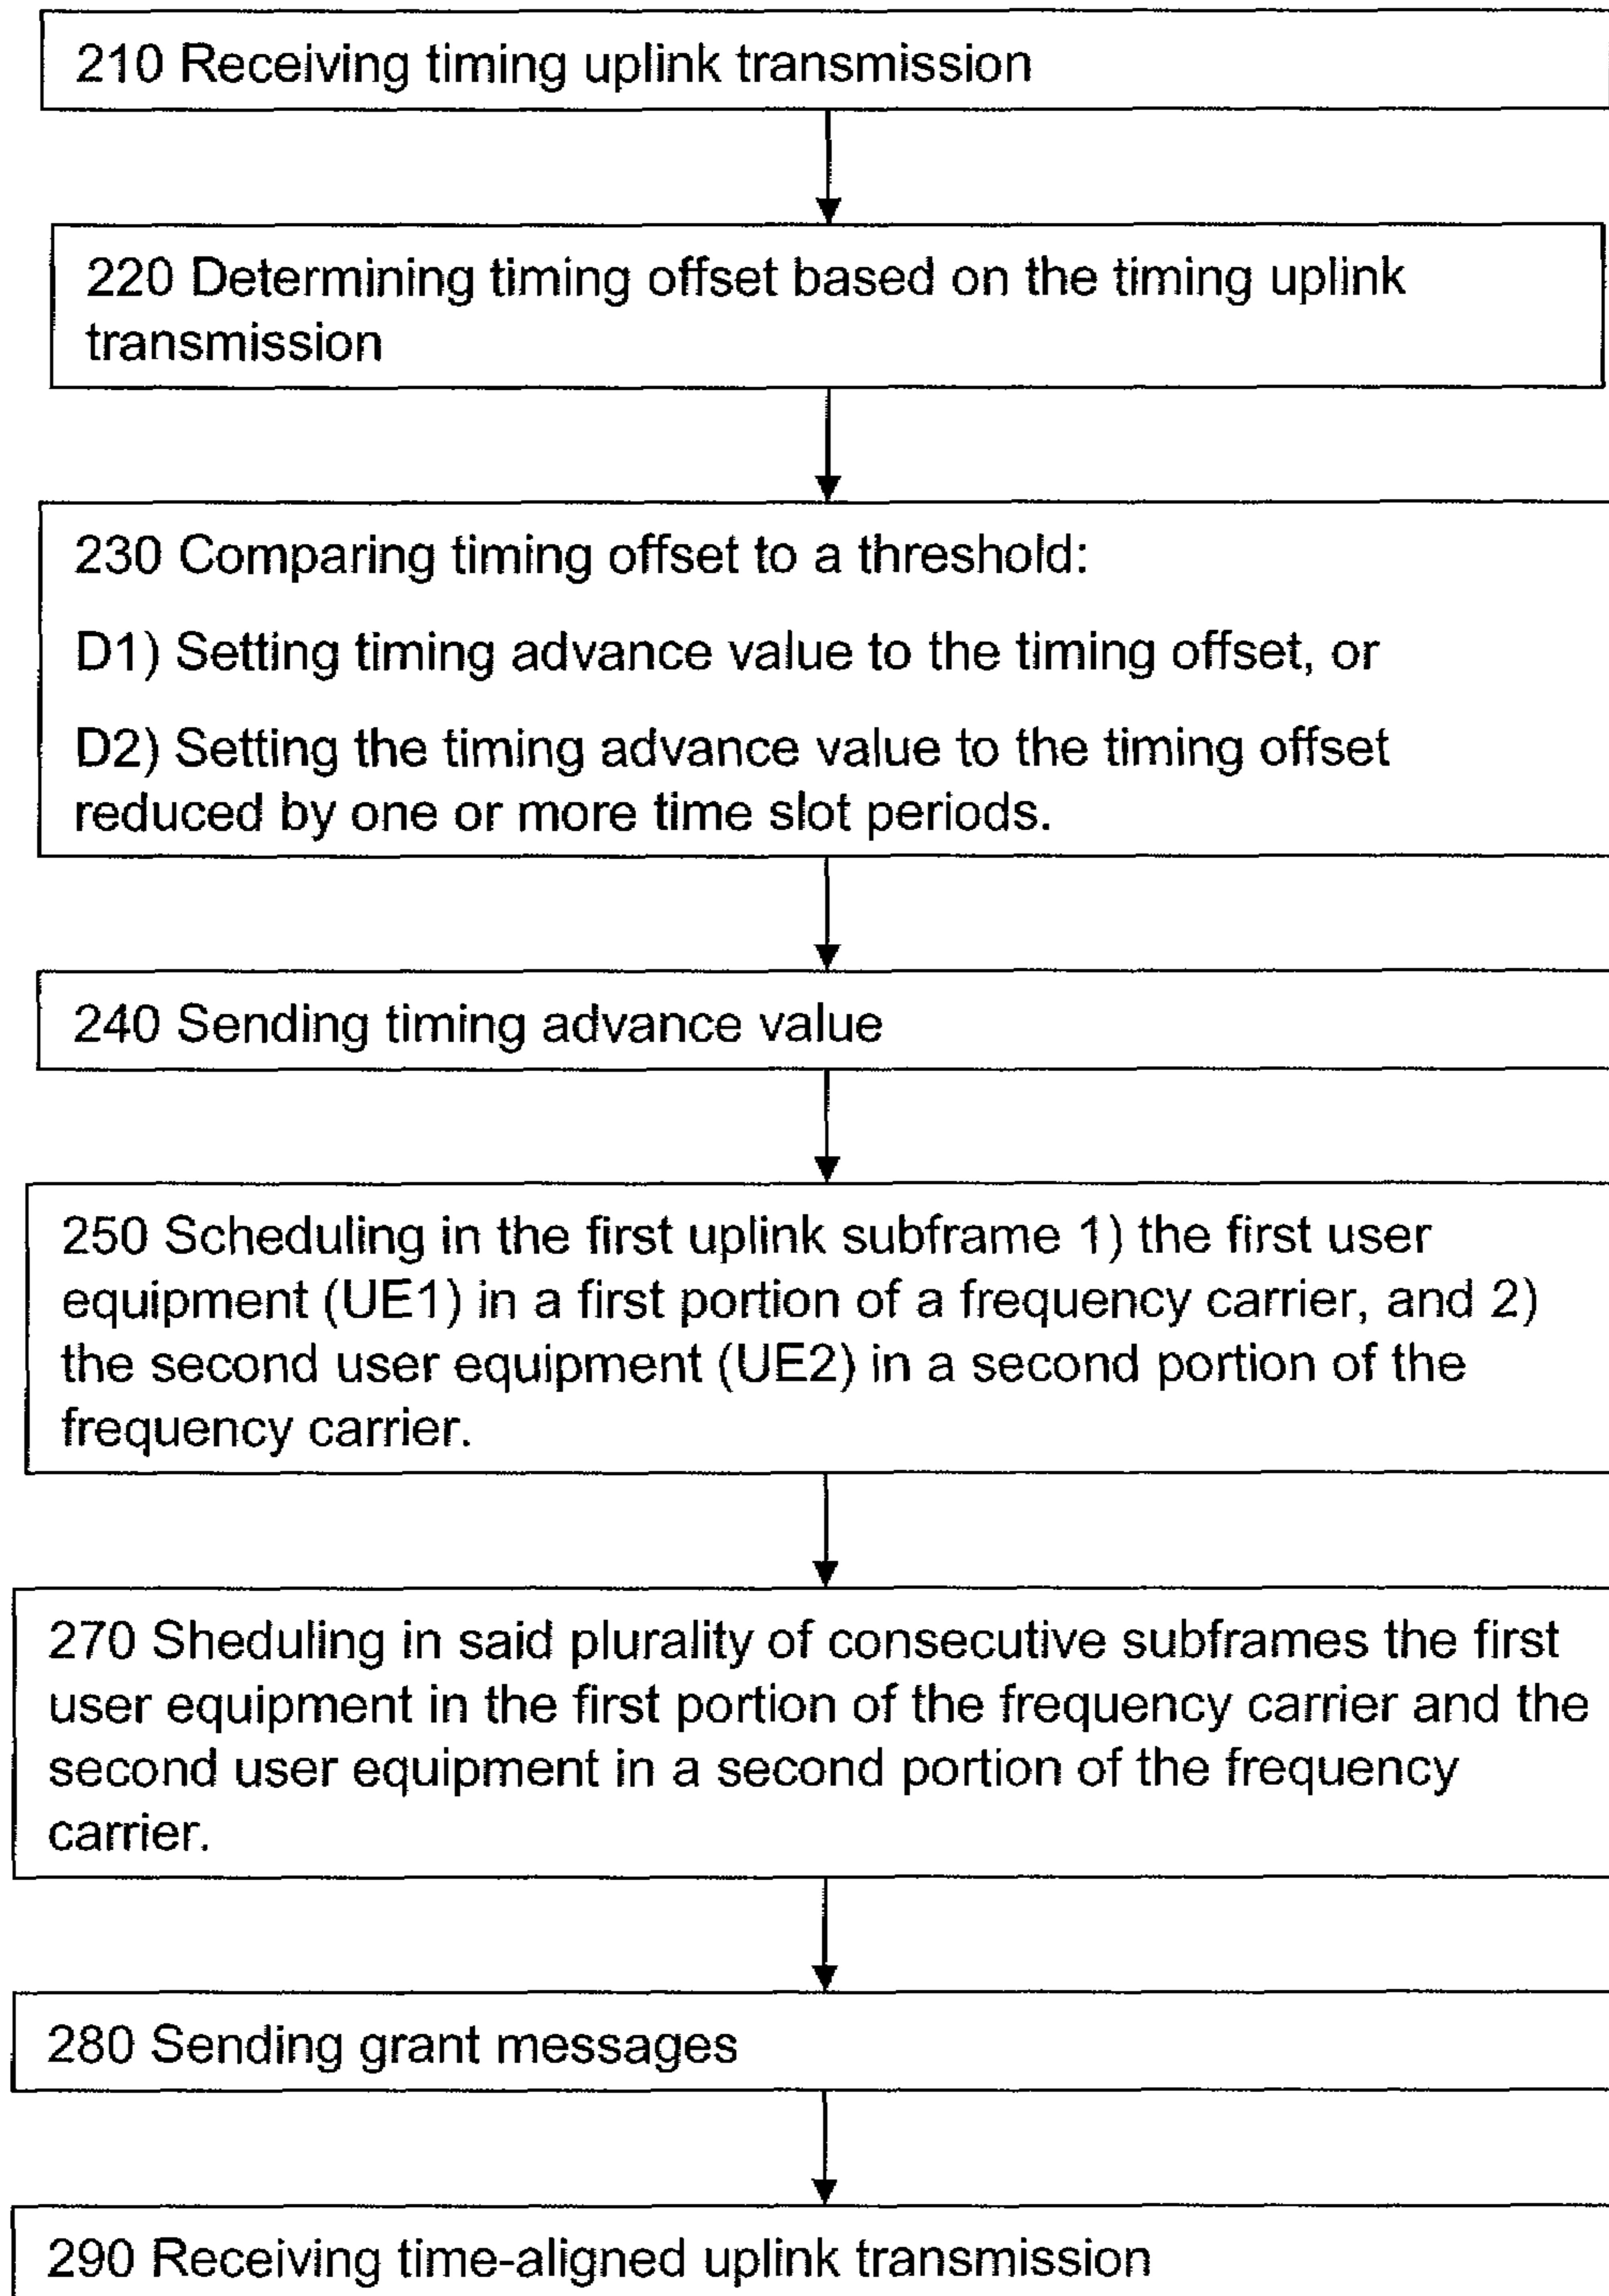 210 Receiving timing uplink transmission
220 Determining timing offset based on the timing uplink
transmission
230 Comparing timing offset to a threshold:
D1) Setting timing advance value to the timing offset, or
D2) Setting the timing advance value to the timing offset
reduced by one or more time slot periods.
240 Sending timing advance value
250 Scheduling in the first uplink subframe 1) the first user
equipment (UE1) in a first portion of a frequency carrier, and 2)
the second user equipment (UE2) in a second portion of the
frequency carrier.
270 Sheduling in said plurality of consecutive subframes the first
user equipment in the first portion of the frequency carrier and the
second user equipment in a second portion of the frequency
carrier.
280 Sending grant messages
290 Receiving time-aligned uplink transmission